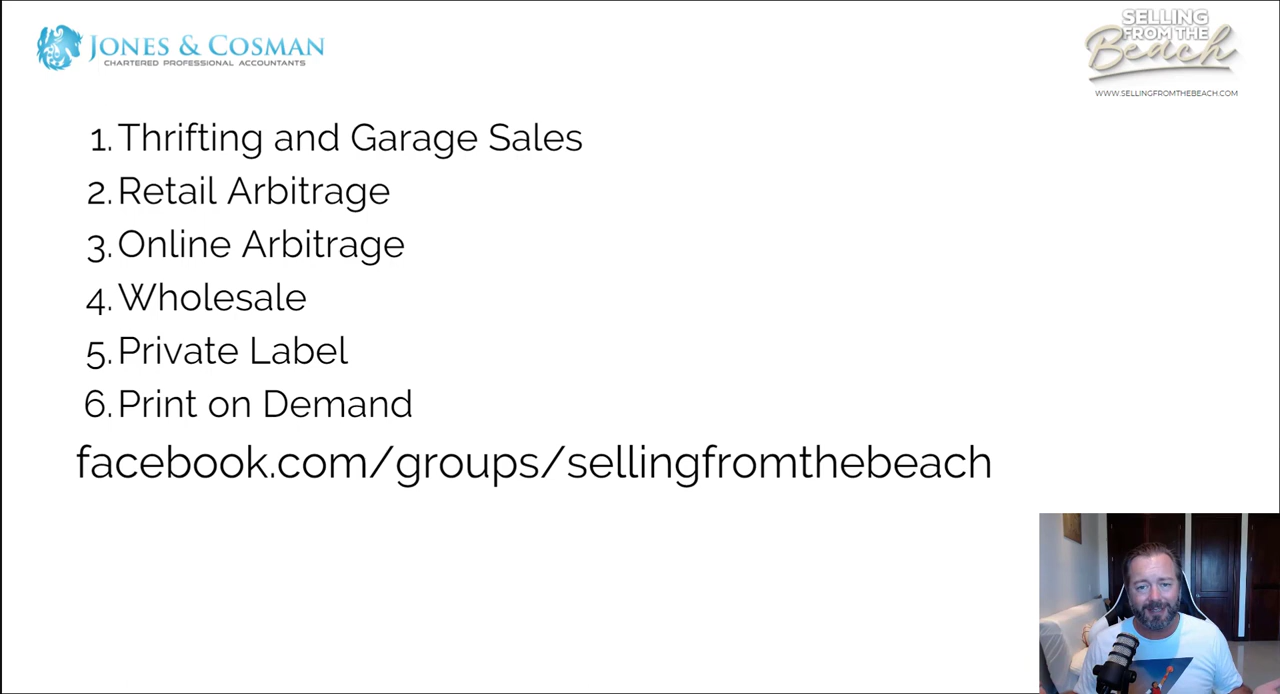 JONES & COSMAN
CHARTERED PROFESSIONAL ACCOUNTANTS
SELLING
FROM THE
Beach
WWW.SELLINGFROMTHEBEACH.COM
1. Thrifting and Garage Sales
2. Retail Arbitrage
3. Online Arbitrage
4. Wholesale
5. Private Label
6. Print on Demand
facebook.com/groups/sellingfromthebeach